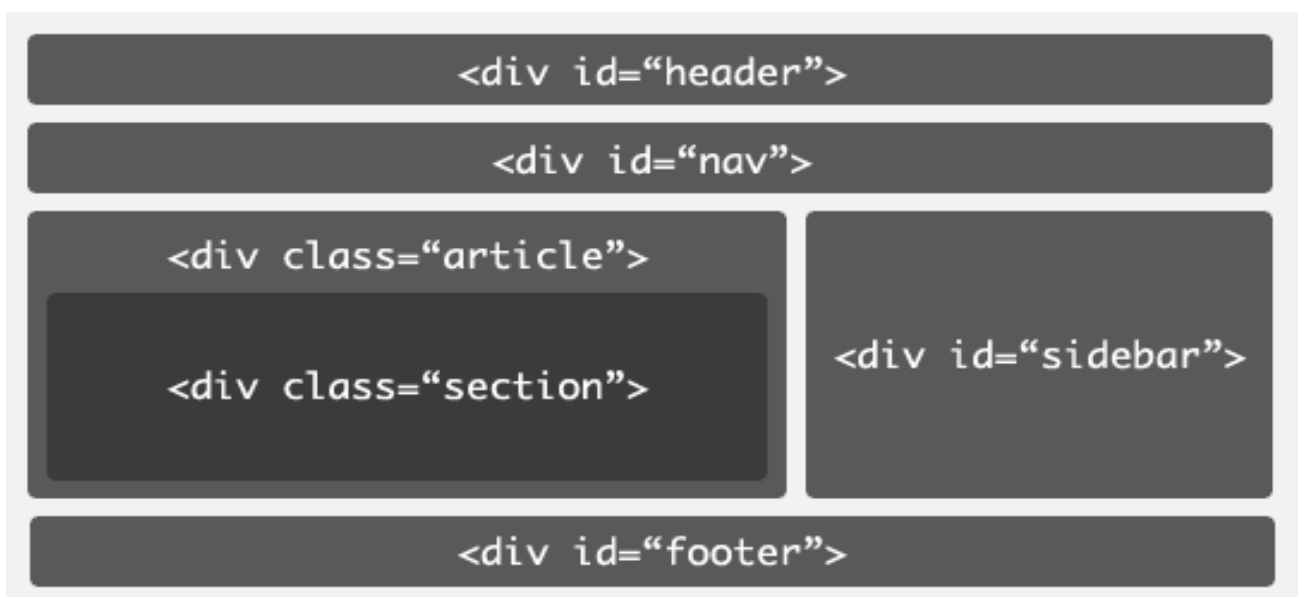 <div id=“header”>
<div id=“nav”>
<div class=“article”>
<div class=“section”>
<div id=“sidebar”>
<div id=“footer”>